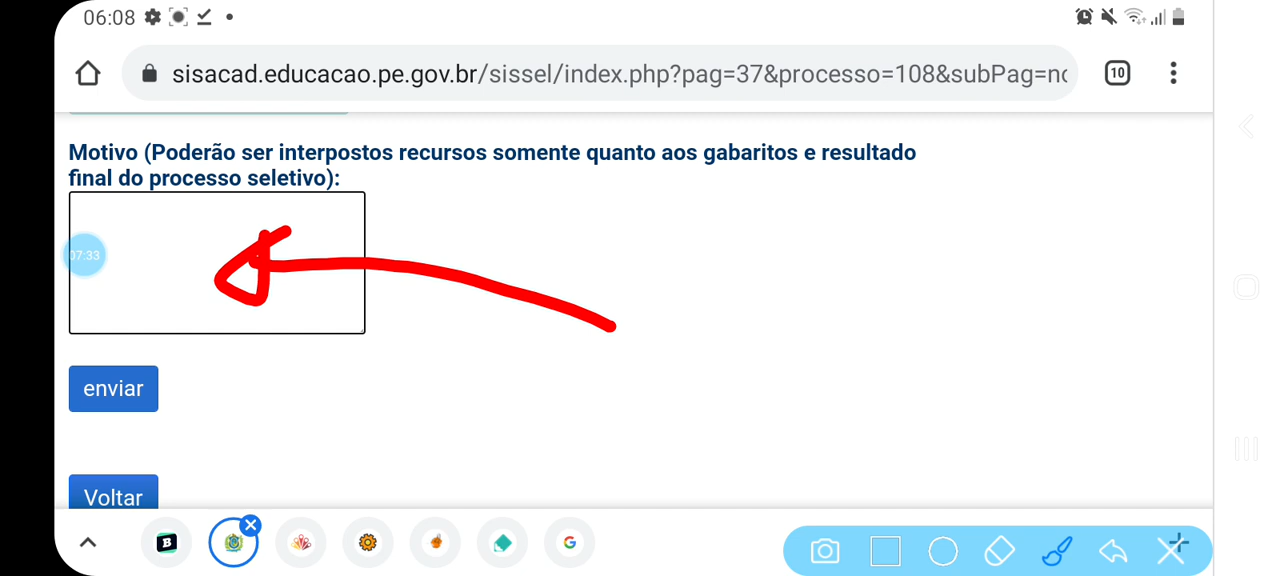 06:08
10
sisacad.educacao.pe.gov.br/sissel/index.php?pag=37&processo=108&subPag=no
Motivo (Poderão ser interpostos recursos somente quanto aos gabaritos e resultado
final do processo seletivo):
07:33
enviar
Voltar
B
G